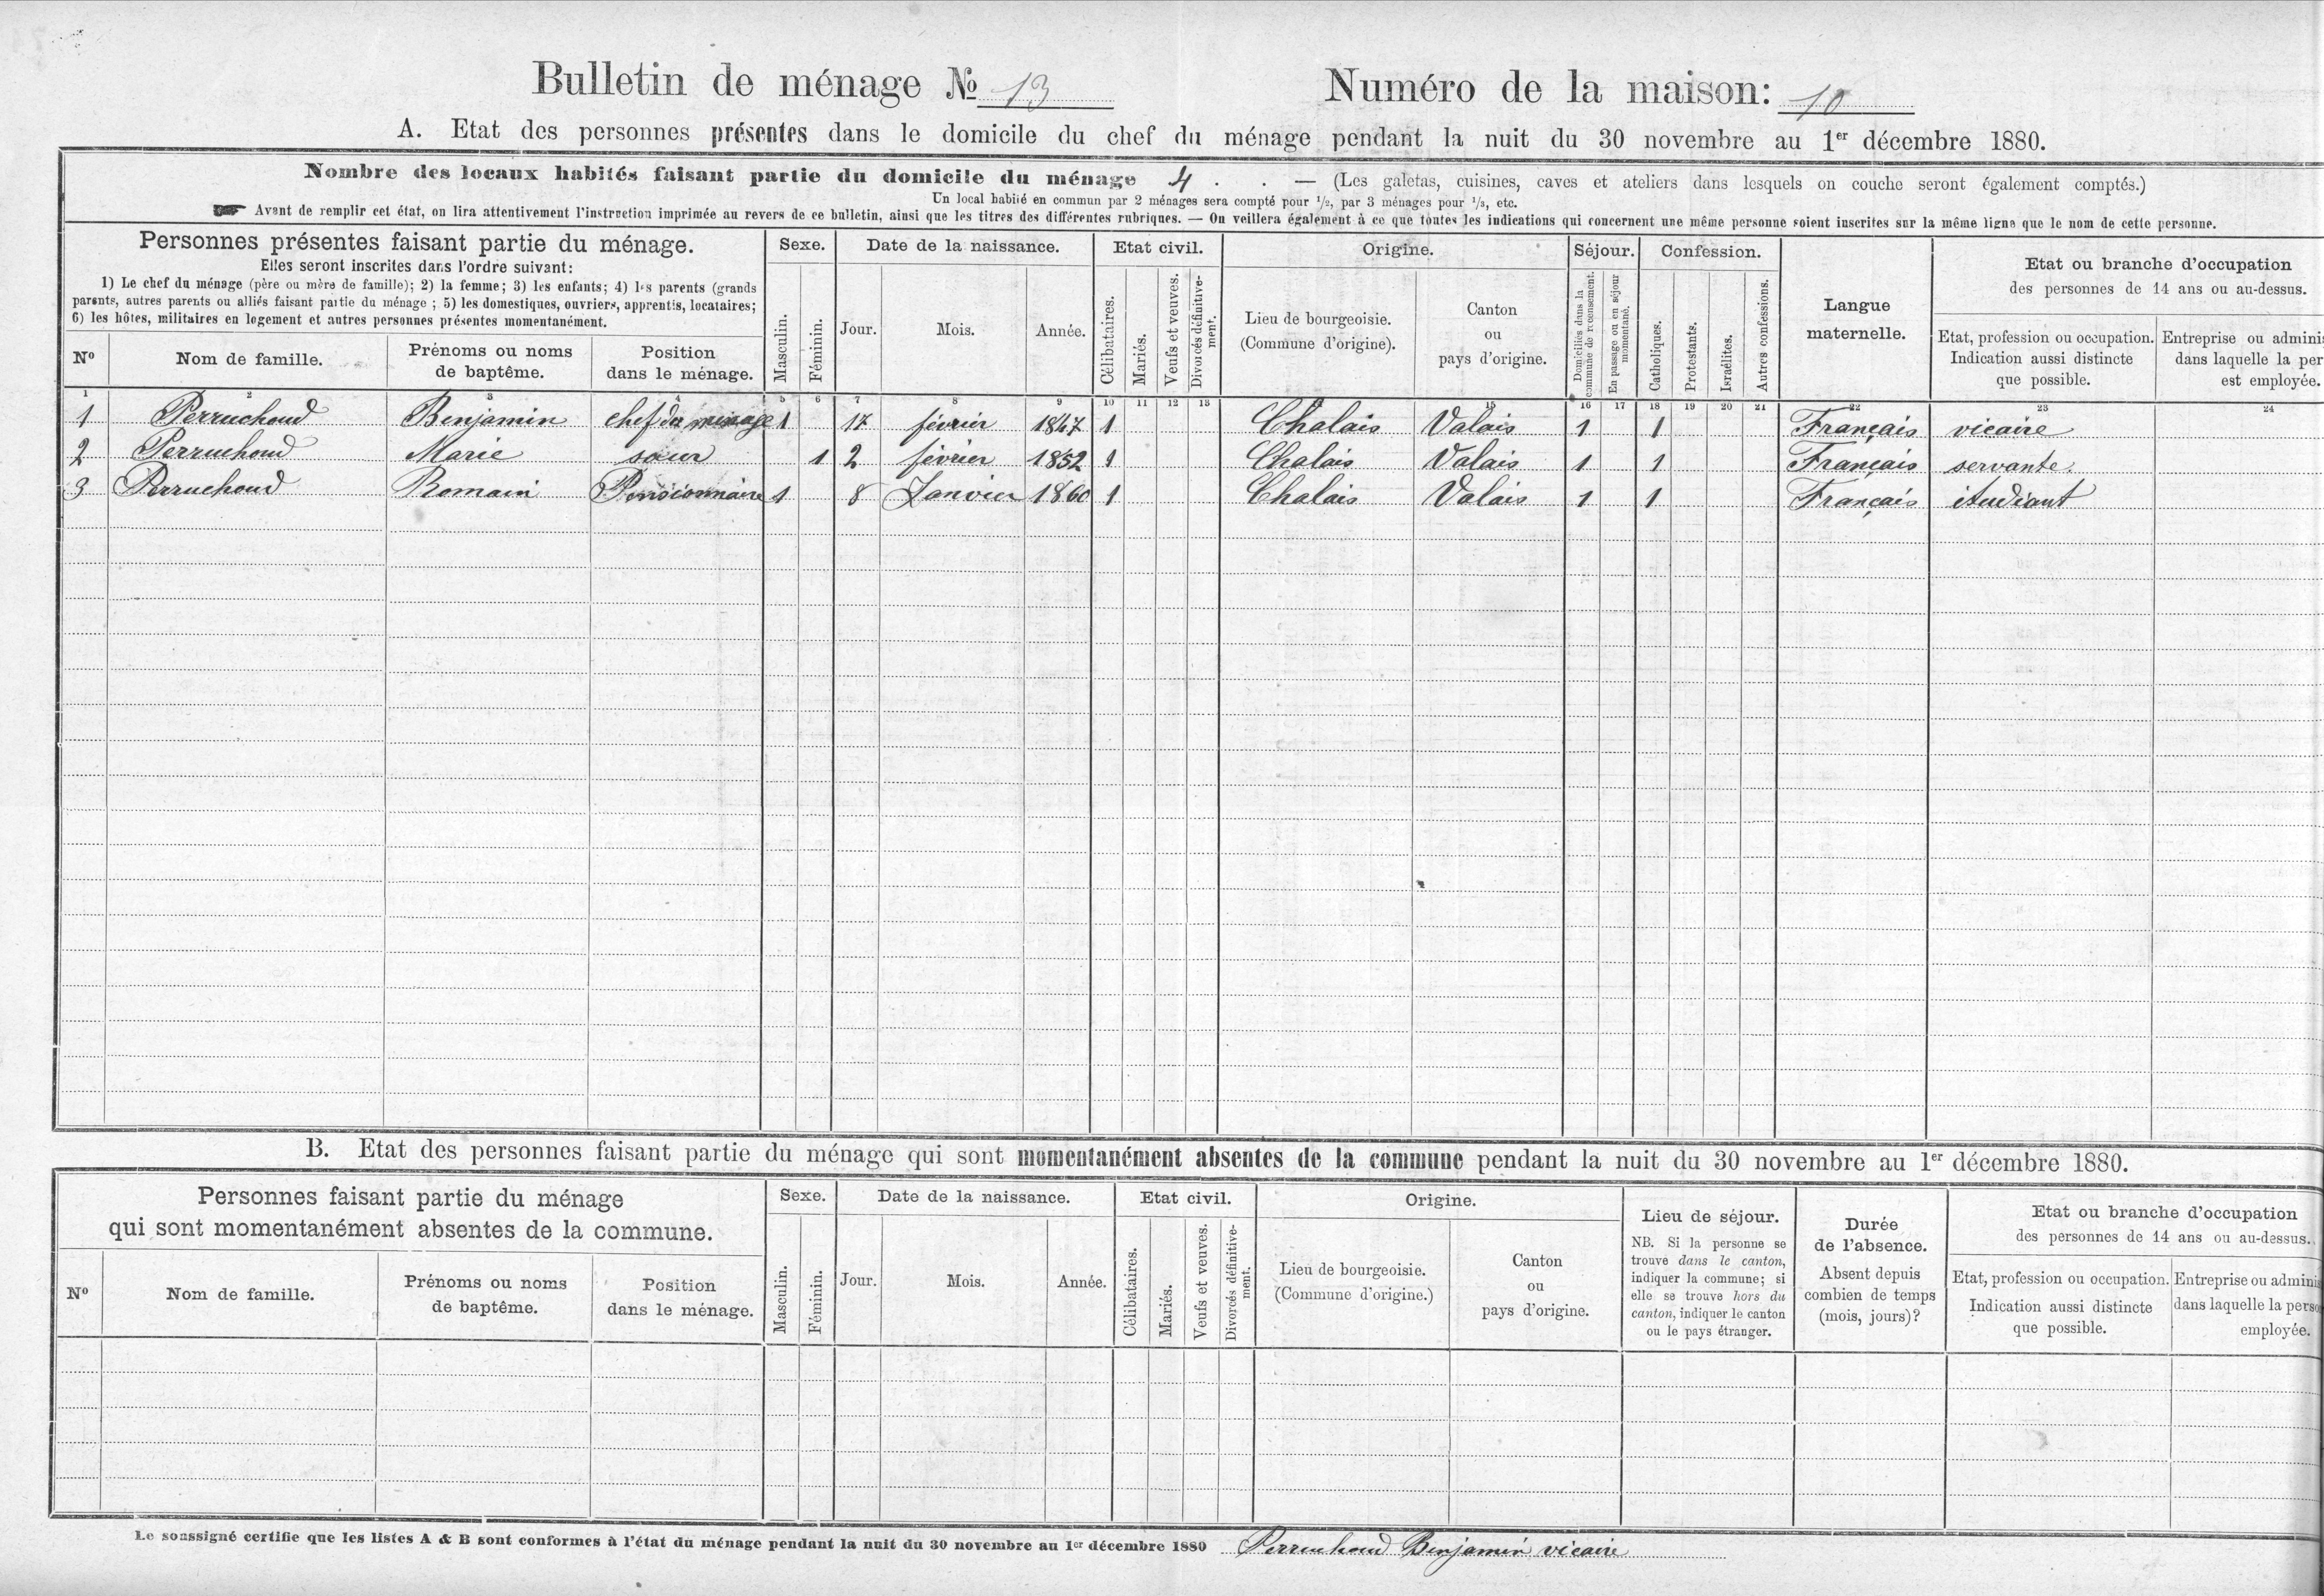 Bulletin de ménage № 13 Numéro de la maison: 10
A. Etat des personnes présentes dans le domicile du chef du ménage pendant la nuit du 30 novembre au 1er décembre 1880.
Nombre des locaux habités faisant partie du domicile du ménage 4 . . — (Les galetas, cuisines, caves et ateliers dans lesquels on couche seront également comptés.)
Un local habité en commun par 2 ménages sera compté pour 1/2, par 3 ménages pour 1/3, etc.
☛ Avant de remplir cet état, on lira attentivement l'instruction imprimée au revers de ce bulletin, ainsi que les titres des différentes rubriques. — On veillera également à ce que toutes les indications qui concernent une même personne soient inscrites sur la même ligne que le nom de cette personne.
Personnes présentes faisant partie du ménage.
Elles seront inscrites dans l'ordre suivant:
1) Le chef du ménage (père ou mère de famille); 2) la femme; 3) les enfants; 4) les parents (grands
parents, autres parents ou alliés faisant partie du ménage ; 5) les domestiques, ouvriers, apprentis, locataires;
6) les hôtes, militaires en logement et autres personnes présentes momentanément.
Nº
Nom de famille.
Prénoms ou noms
de baptême.
Position
dans le ménage.
Sexe.
Masculin.
Féminin.
Date de la naissance.
Jour.
Mois.
Année.
Etat civil.
Célibataires.
Mariés.
Veufs et veuves.
Divorcés définitive-
ment.
Origine.
Lieu de bourgeoisie.
(Commune d'origine).
Canton
ou
pays d'origine.
Séjour.
Domiciliés dans la
commune de recensement.
En passage ou en séjour
momentané.
Confession.
Catholiques.
Protestants.
Israélites.
Autres confessions.
Langue
maternelle.
Etat ou branche d'occupation
des personnes de 14 ans ou au-dessus.
Etat, profession ou occupation.
Indication aussi distincte
que possible.
Entreprise ou adminis
dans laquelle la per
est employée.
1 2 3 4 5 6 7 8 9 10 11 12 13 15 16 17 18 19 20 21 22 23 24
1 Perruchoud Benjamin chef du ménage 1 17 février 1847 1 Chalais Valais 1 1 Français vicaire
2 Perruchoud Marie sœur 1 2 février 1852 1 Chalais Valais 1 1 Français servante
3 Perruchoud Romain Pensionnaire 1 8 Janvier 1860 1 Chalais Valais 1 1 Français étudiant
B. Etat des personnes faisant partie du ménage qui sont momentanément absentes de la commune pendant la nuit du 30 novembre au 1er décembre 1880.
Personnes faisant partie du ménage
qui sont momentanément absentes de la commune.
Nº
Nom de famille.
Prénoms ou noms
de baptême.
Position
dans le ménage.
Sexe.
Masculin.
Féminin.
Date de la naissance.
Jour.
Mois.
Année.
Etat civil.
Célibataires.
Mariés.
Veufs et veuves.
Divorcés définitive-
ment.
Origine.
Lieu de bourgeoisie.
(Commune d'origine.)
Canton
ou
pays d'origine.
Lieu de séjour.
NB. Si la personne se
trouve dans le canton,
indiquer la commune; si
elle se trouve hors du
canton, indiquer le canton
ou le pays étranger.
Durée
de l'absence.
Absent depuis
combien de temps
(mois, jours)?
Etat ou branche d'occupation
des personnes de 14 ans ou au-dessus.
Etat, profession ou occupation.
Indication aussi distincte
que possible.
Entreprise ou adminis
dans laquelle la perso
employée.
Le soussigné certifie que les listes A & B sont conformes à l'état du ménage pendant la nuit du 30 novembre au 1er décembre 1880 Perruchoud Benjamin vicaire